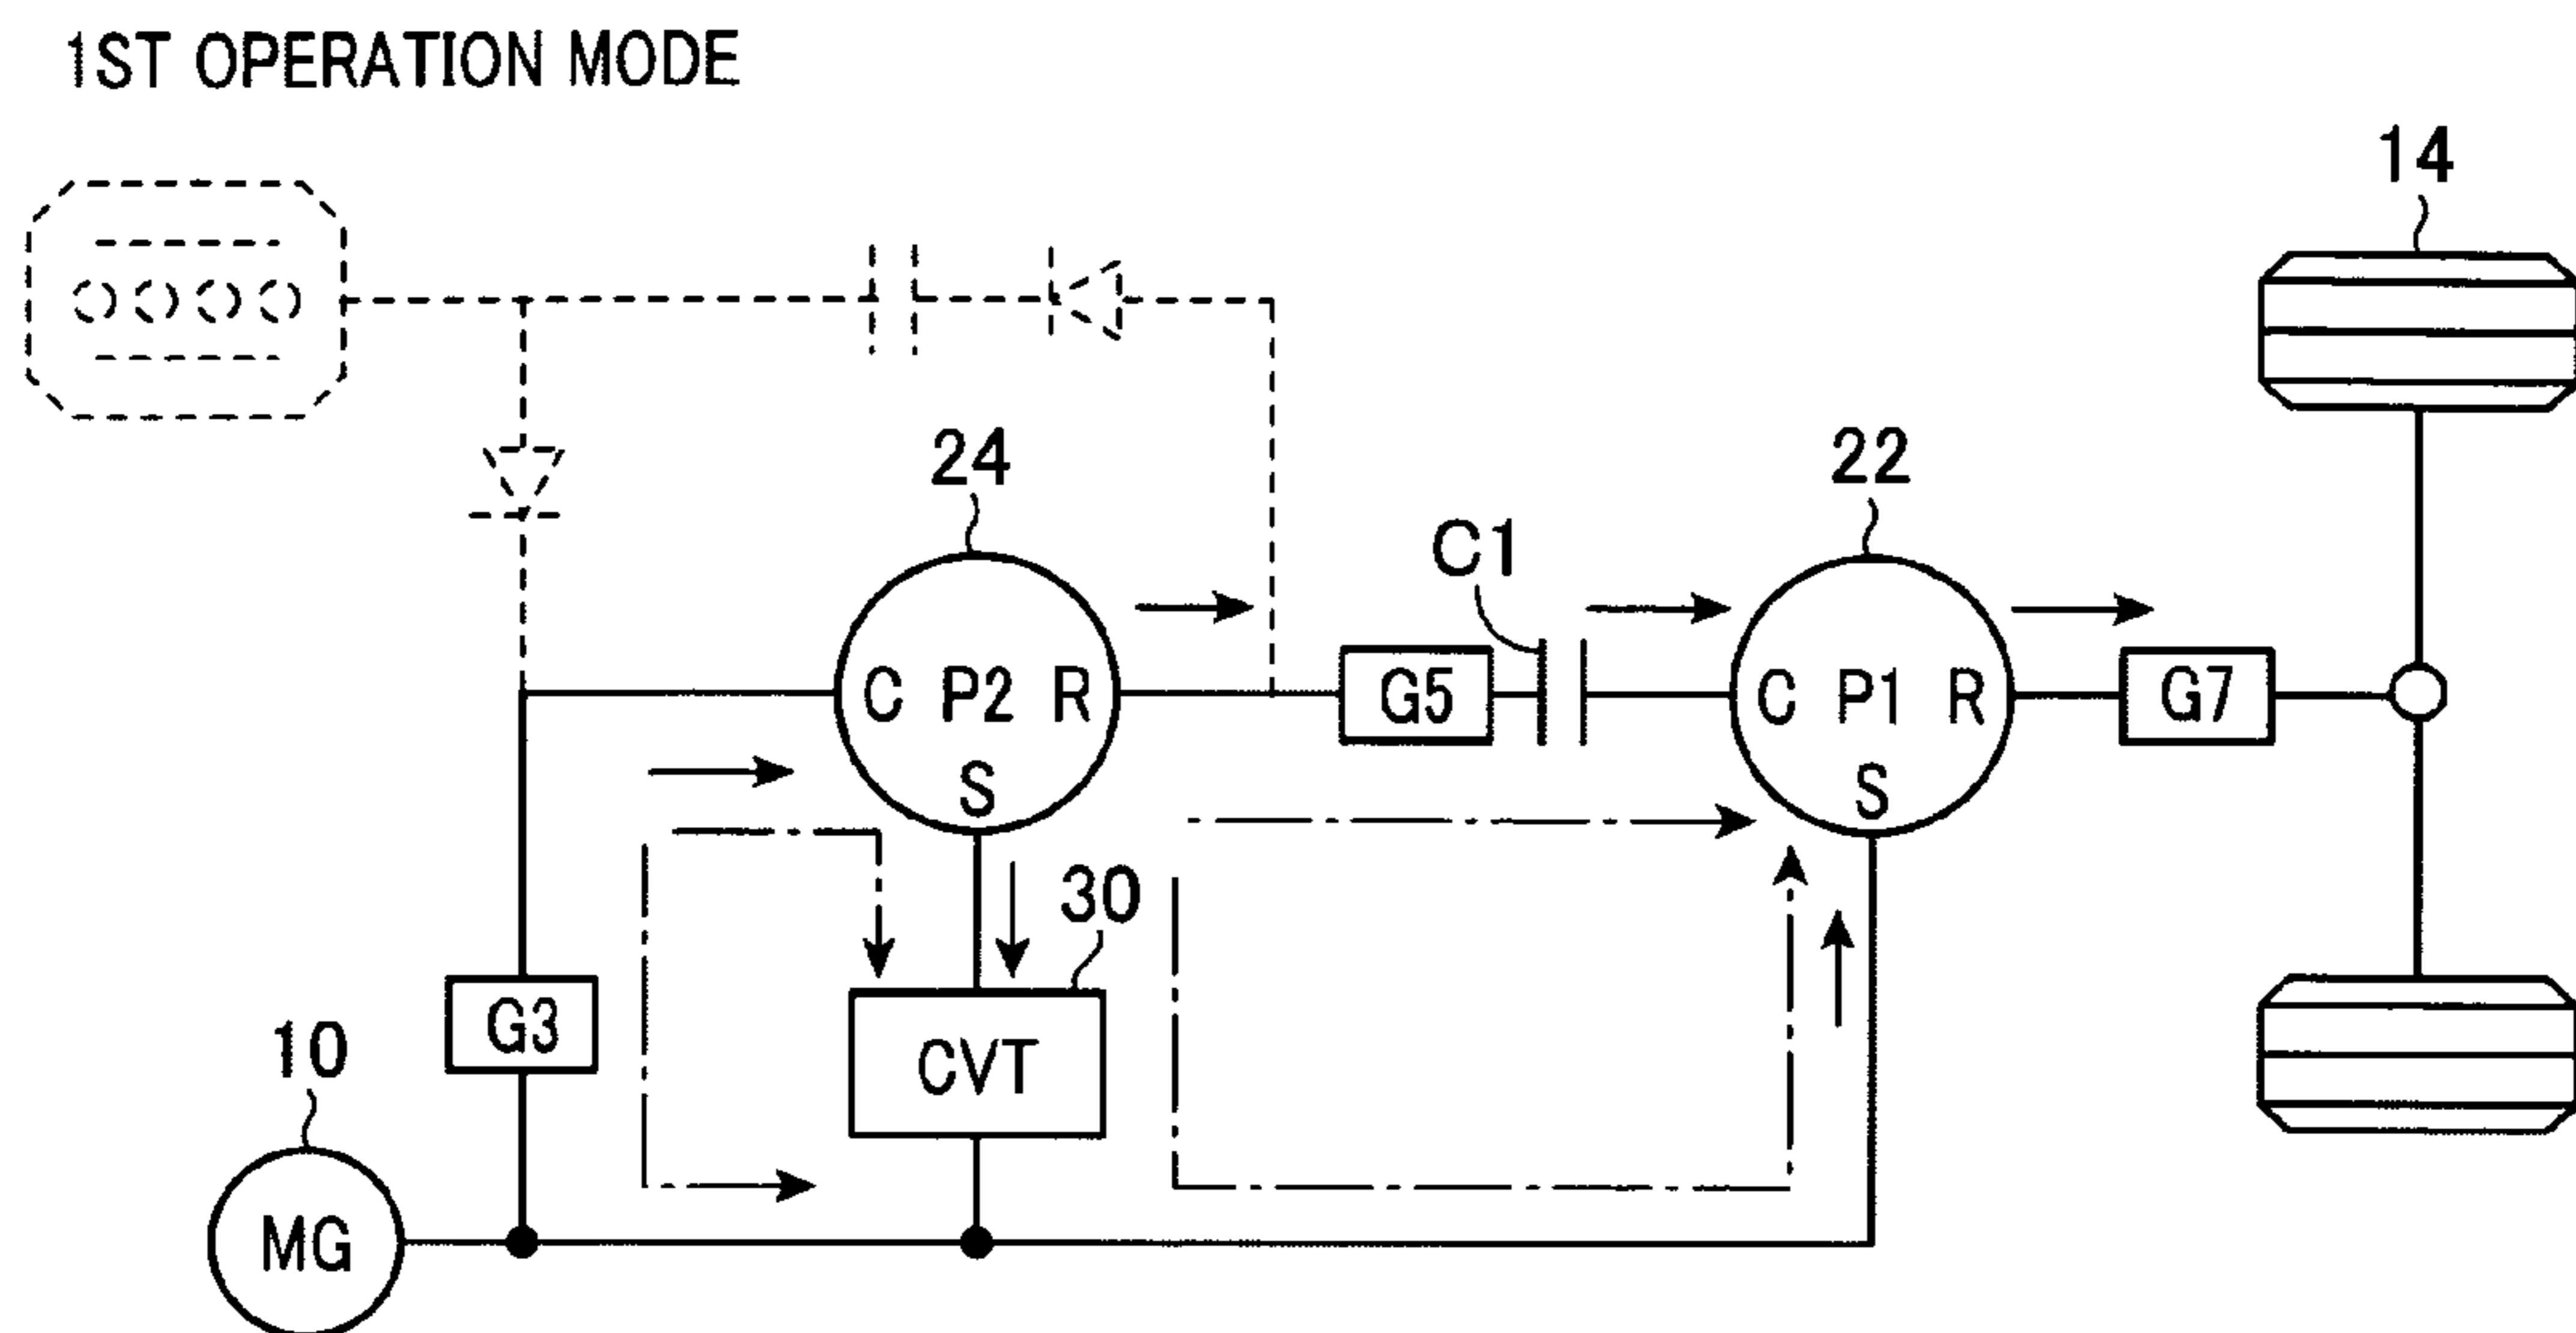 1ST OPERATION MODE
14
24
22
C1
C P2 R
S
G5
C P1 R
S
G7
30
G3
CVT
10
MG